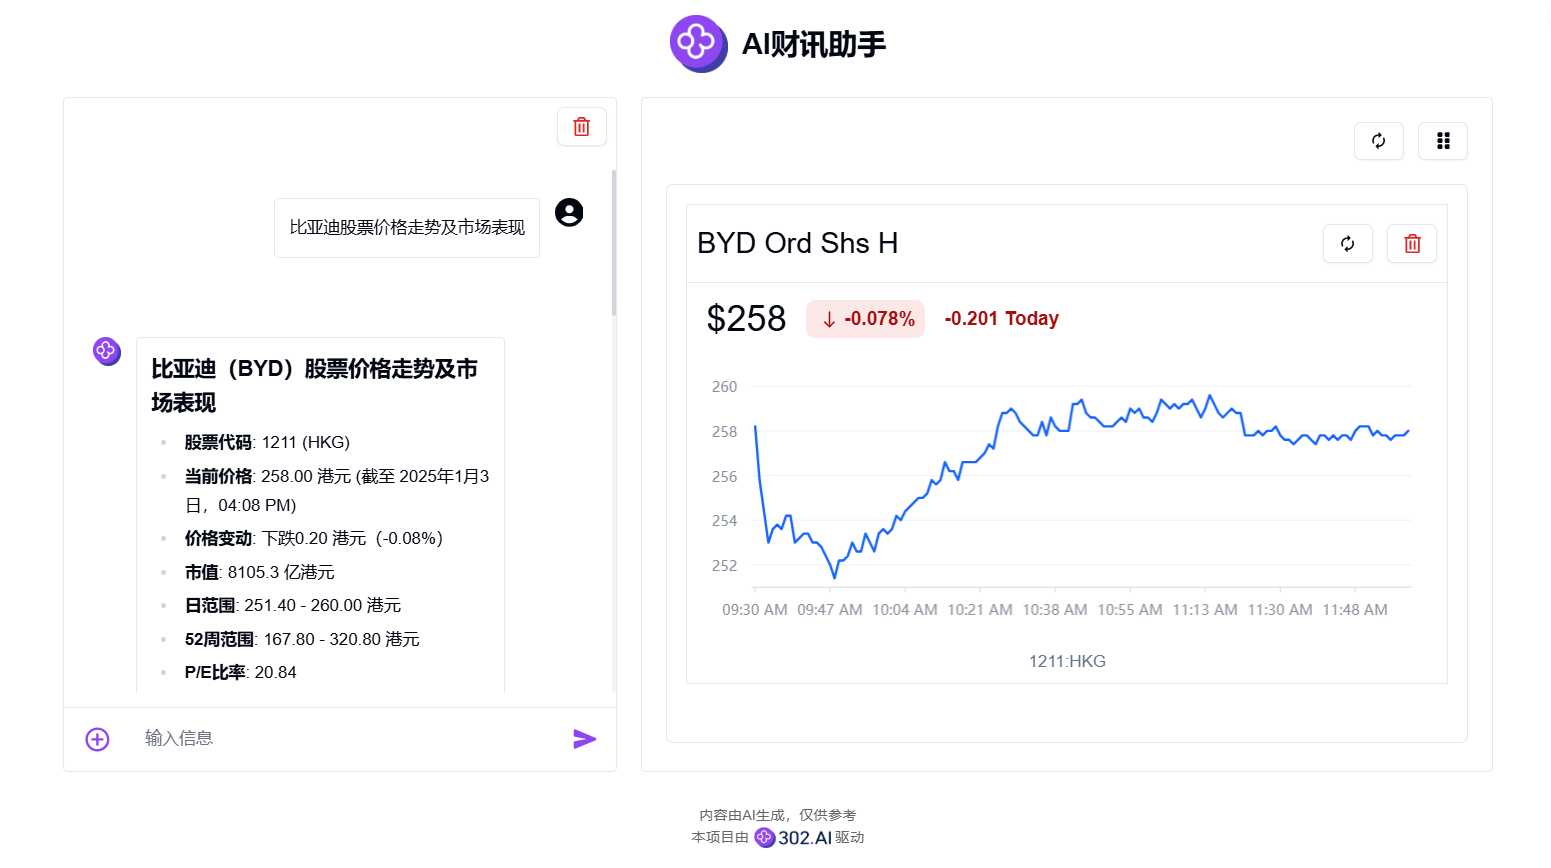 AI财讯助手
比亚迪股票价格走势及市场表现
比亚迪（BYD）股票价格走势及市
场表现
股票代码: 1211 (HKG)
当前价格: 258.00 港元 (截至 2025年1月3
日，04:08 PM)
价格变动: 下跌0.20 港元（-0.08%）
市值: 8105.3 亿港元
日范围: 251.40 - 260.00 港元
52周范围: 167.80 - 320.80 港元
P/E比率: 20.84
输入信息
BYD Ord Shs H
$258 ↓ -0.078% -0.201 Today
260
258
256
254
252
09:30 AM 09:47 AM 10:04 AM 10:21 AM 10:38 AM 10:55 AM 11:13 AM 11:30 AM 11:48 AM
1211:HKG
内容由AI生成，仅供参考
本项目由 302.AI 驱动